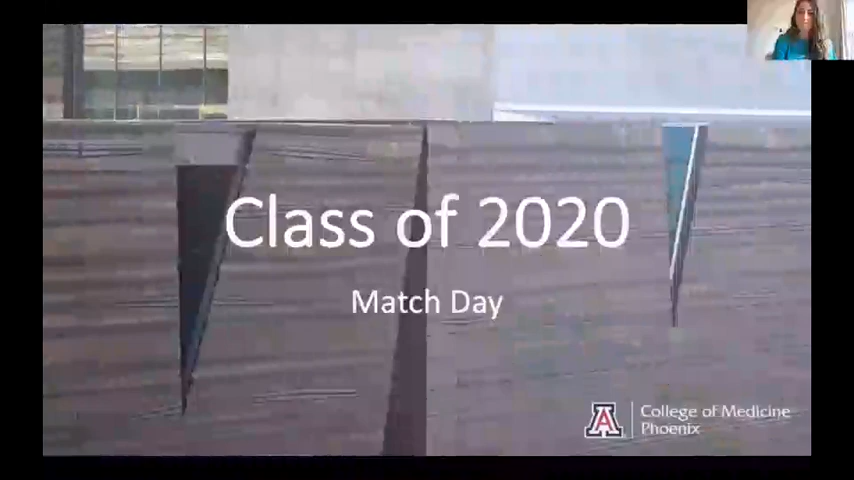 Class of 2020
Match Day
A
College of Medicine
Phoenix